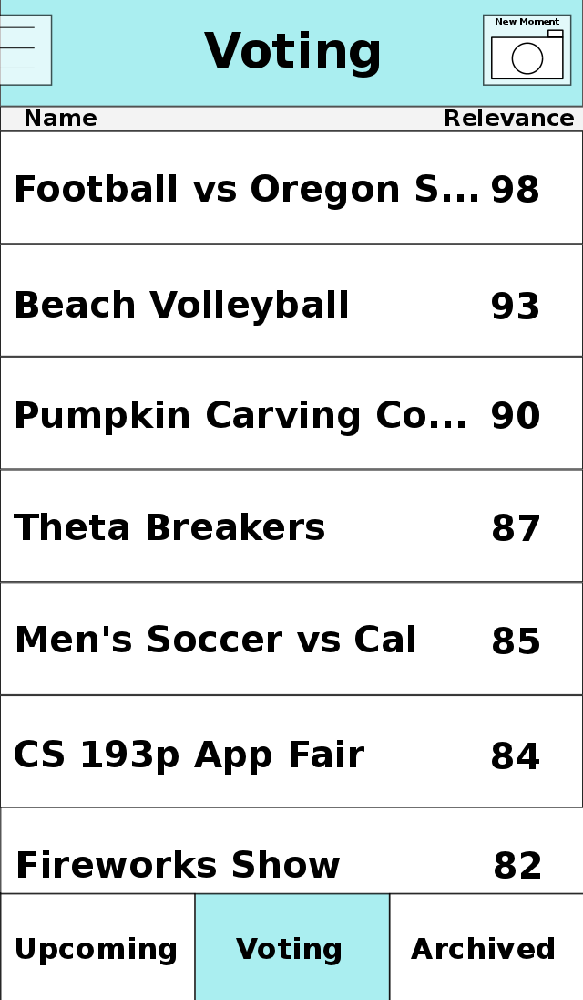 New Moment
Voting
Name Relevance
Football vs Oregon S... 98
Beach Volleyball 93
Pumpkin Carving Co... 90
Theta Breakers 87
Men's Soccer vs Cal 85
CS 193p App Fair 84
Fireworks Show 82
Upcoming Voting Archived